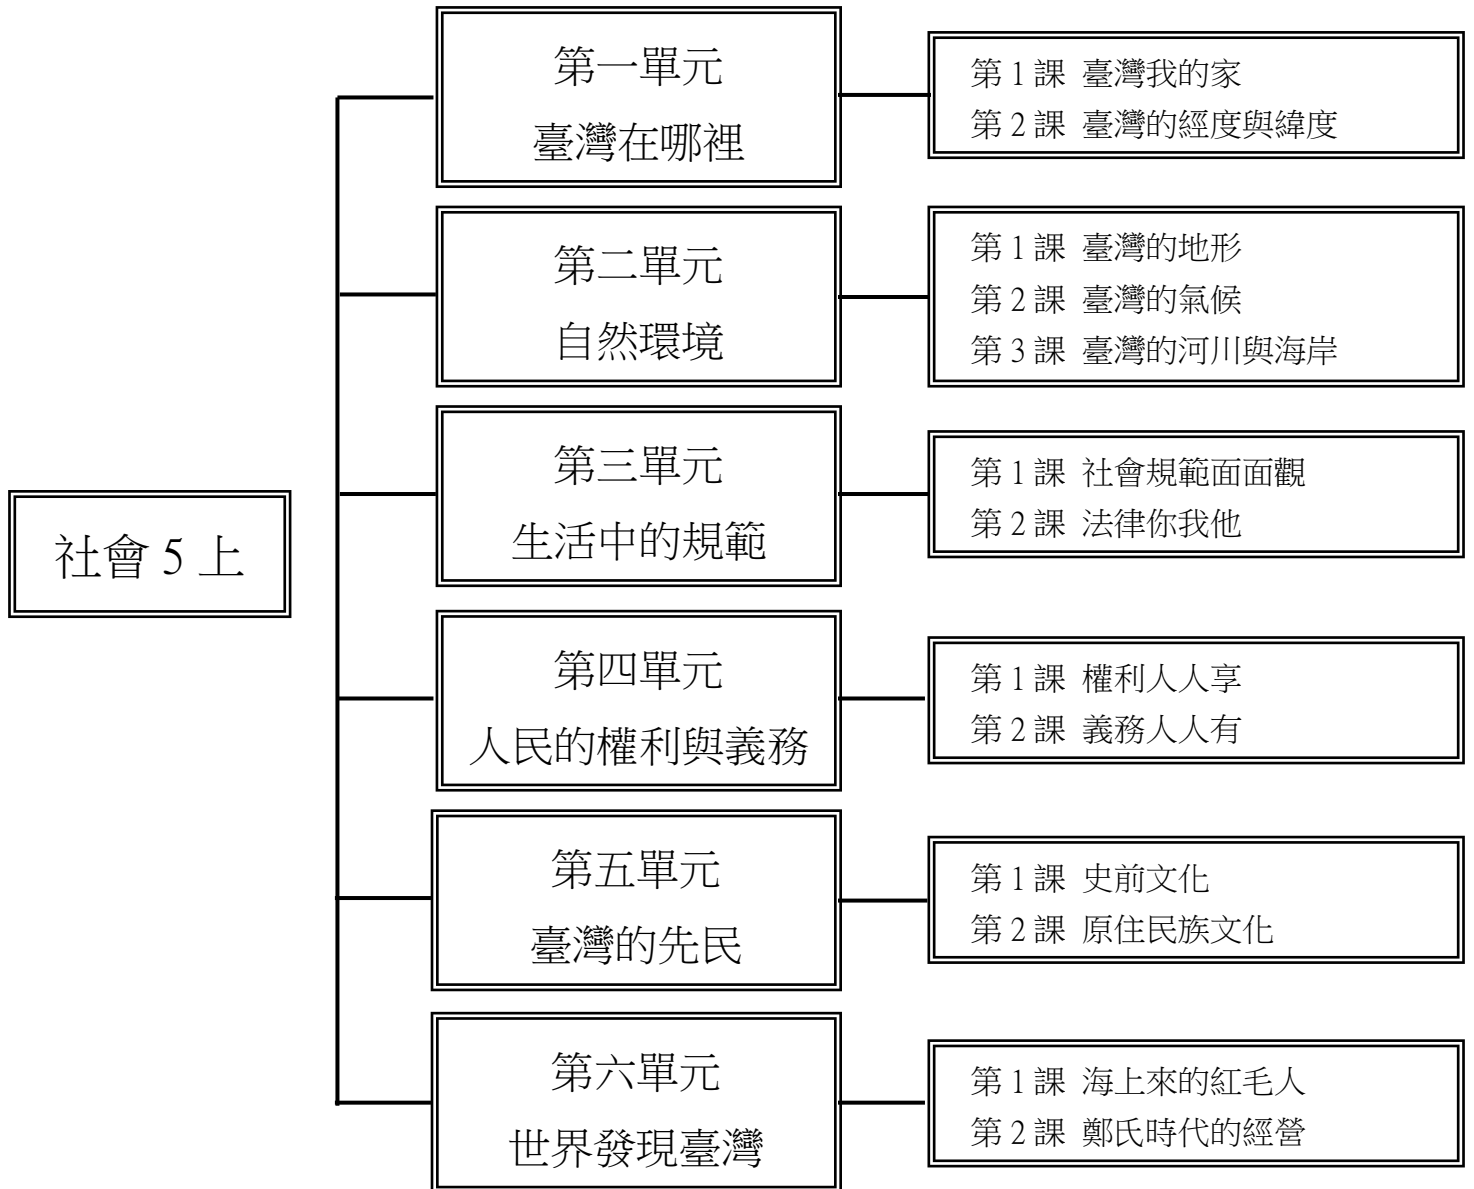 社會 5 上
第一單元
臺灣在哪裡
第 1 課 臺灣我的家
第 2 課 臺灣的經度與緯度
第二單元
自然環境
第 1 課 臺灣的地形
第 2 課 臺灣的氣候
第 3 課 臺灣的河川與海岸
第三單元
生活中的規範
第 1 課 社會規範面面觀
第 2 課 法律你我他
第四單元
人民的權利與義務
第 1 課 權利人人享
第 2 課 義務人人有
第五單元
臺灣的先民
第 1 課 史前文化
第 2 課 原住民族文化
第六單元
世界發現臺灣
第 1 課 海上來的紅毛人
第 2 課 鄭氏時代的經營